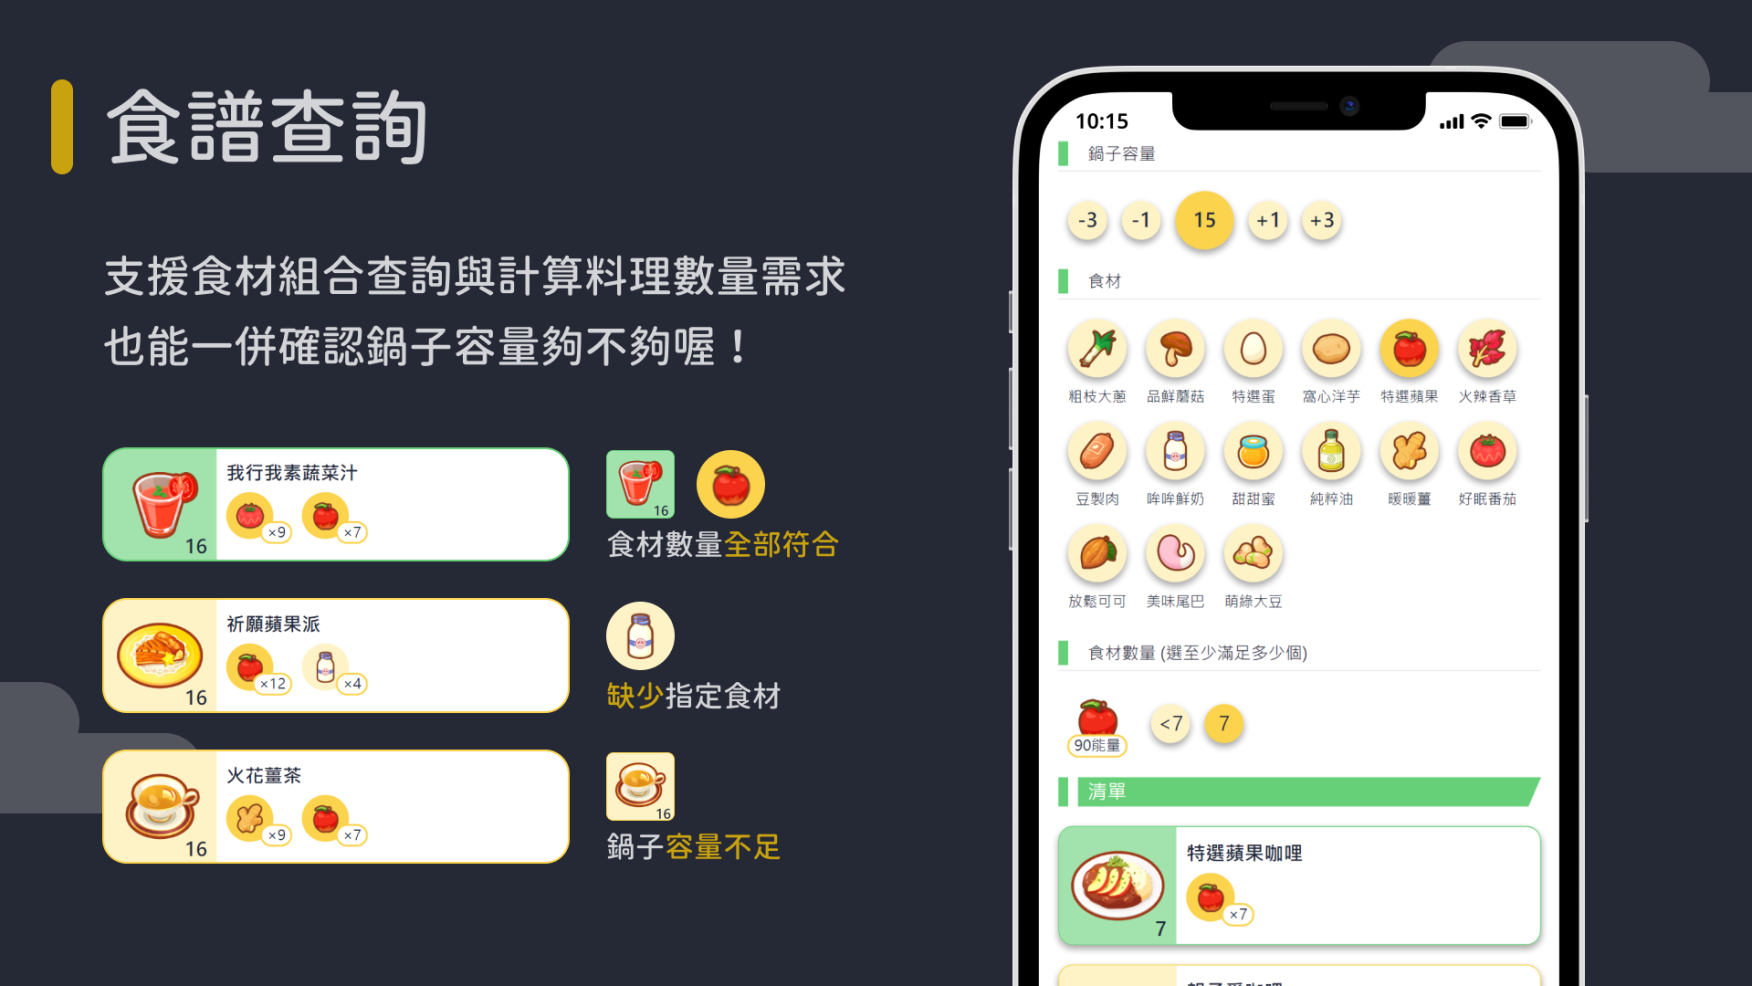 食譜查詢
支援食材組合查詢與計算料理數量需求
也能一併確認鍋子容量夠不夠喔！
我行我素蔬菜汁
×9 ×7
16
16
食材數量全部符合
祈願蘋果派
×12 ×4
16
缺少指定食材
火花薑茶
×9 ×7
16
16
鍋子容量不足
10:15
鍋子容量
-3 -1 15 +1 +3
食材
粗枝大蔥 品鮮蘑菇 特選蛋 窩心洋芋 特選蘋果 火辣香草
豆製肉 哞哞鮮奶 甜甜蜜 純粹油 暖暖薑 好眠番茄
放鬆可可 美味尾巴 萌綠大豆
食材數量 (選至少滿足多少個)
<7 7
90能量
清單
特選蘋果咖哩
×7
7